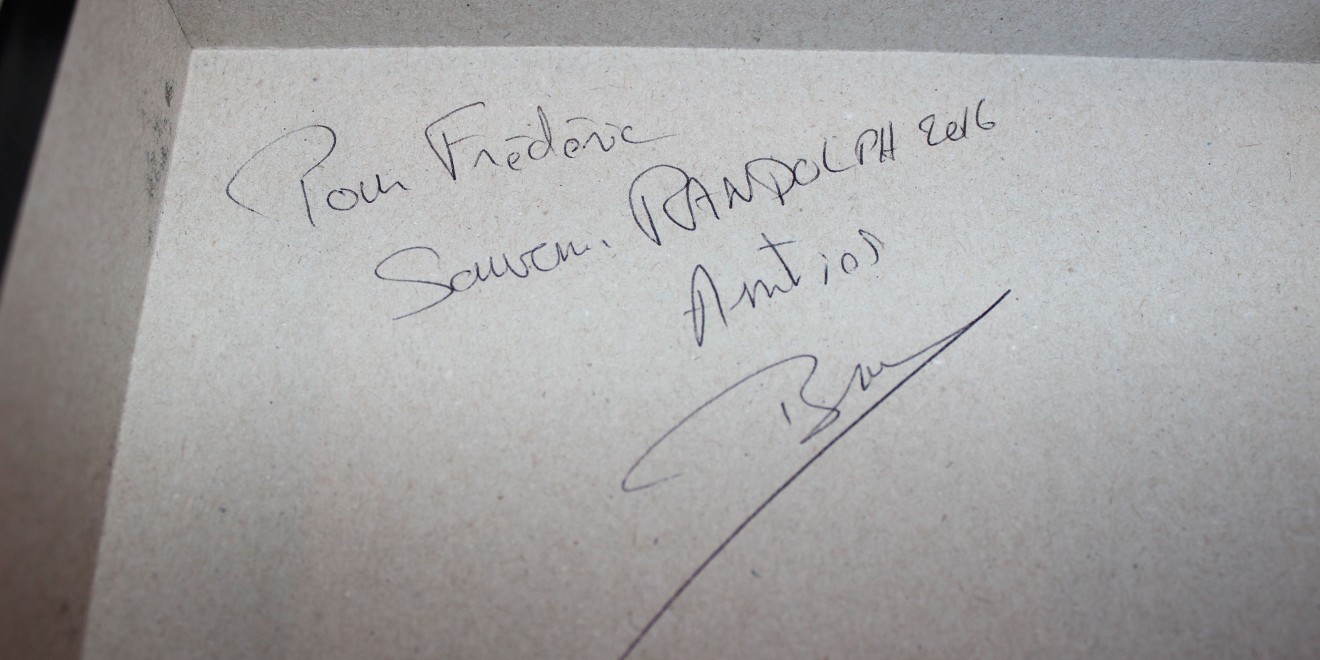 Pour Frédéric
Souvenir RANDOLPH 2016
Amitiés